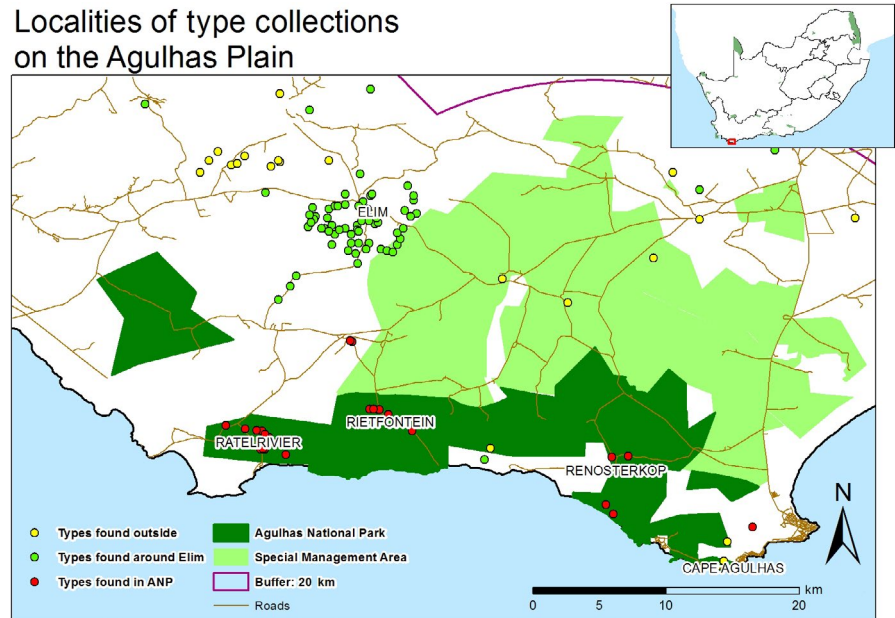 Localities of type collections
on the Agulhas Plain
ELIM
RIETFONTEIN
RATELRIVIER
RENOSTERKOP
CAPE AGULHAS
N
Types found outside
Types found around Elim
Types found in ANP
Agulhas National Park
Special Management Area
Buffer: 20 km
Roads
km
0 5 10 20